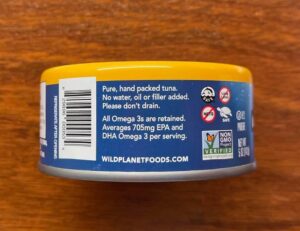 Pure, hand packed tuna.
No water, oil or filler added.
Please don't drain.
All Omega 3s are retained.
Averages 705mg EPA and
DHA Omega 3 per serving.
WILDPLANETFOODS.COM
NON
GMO
VERIFIED